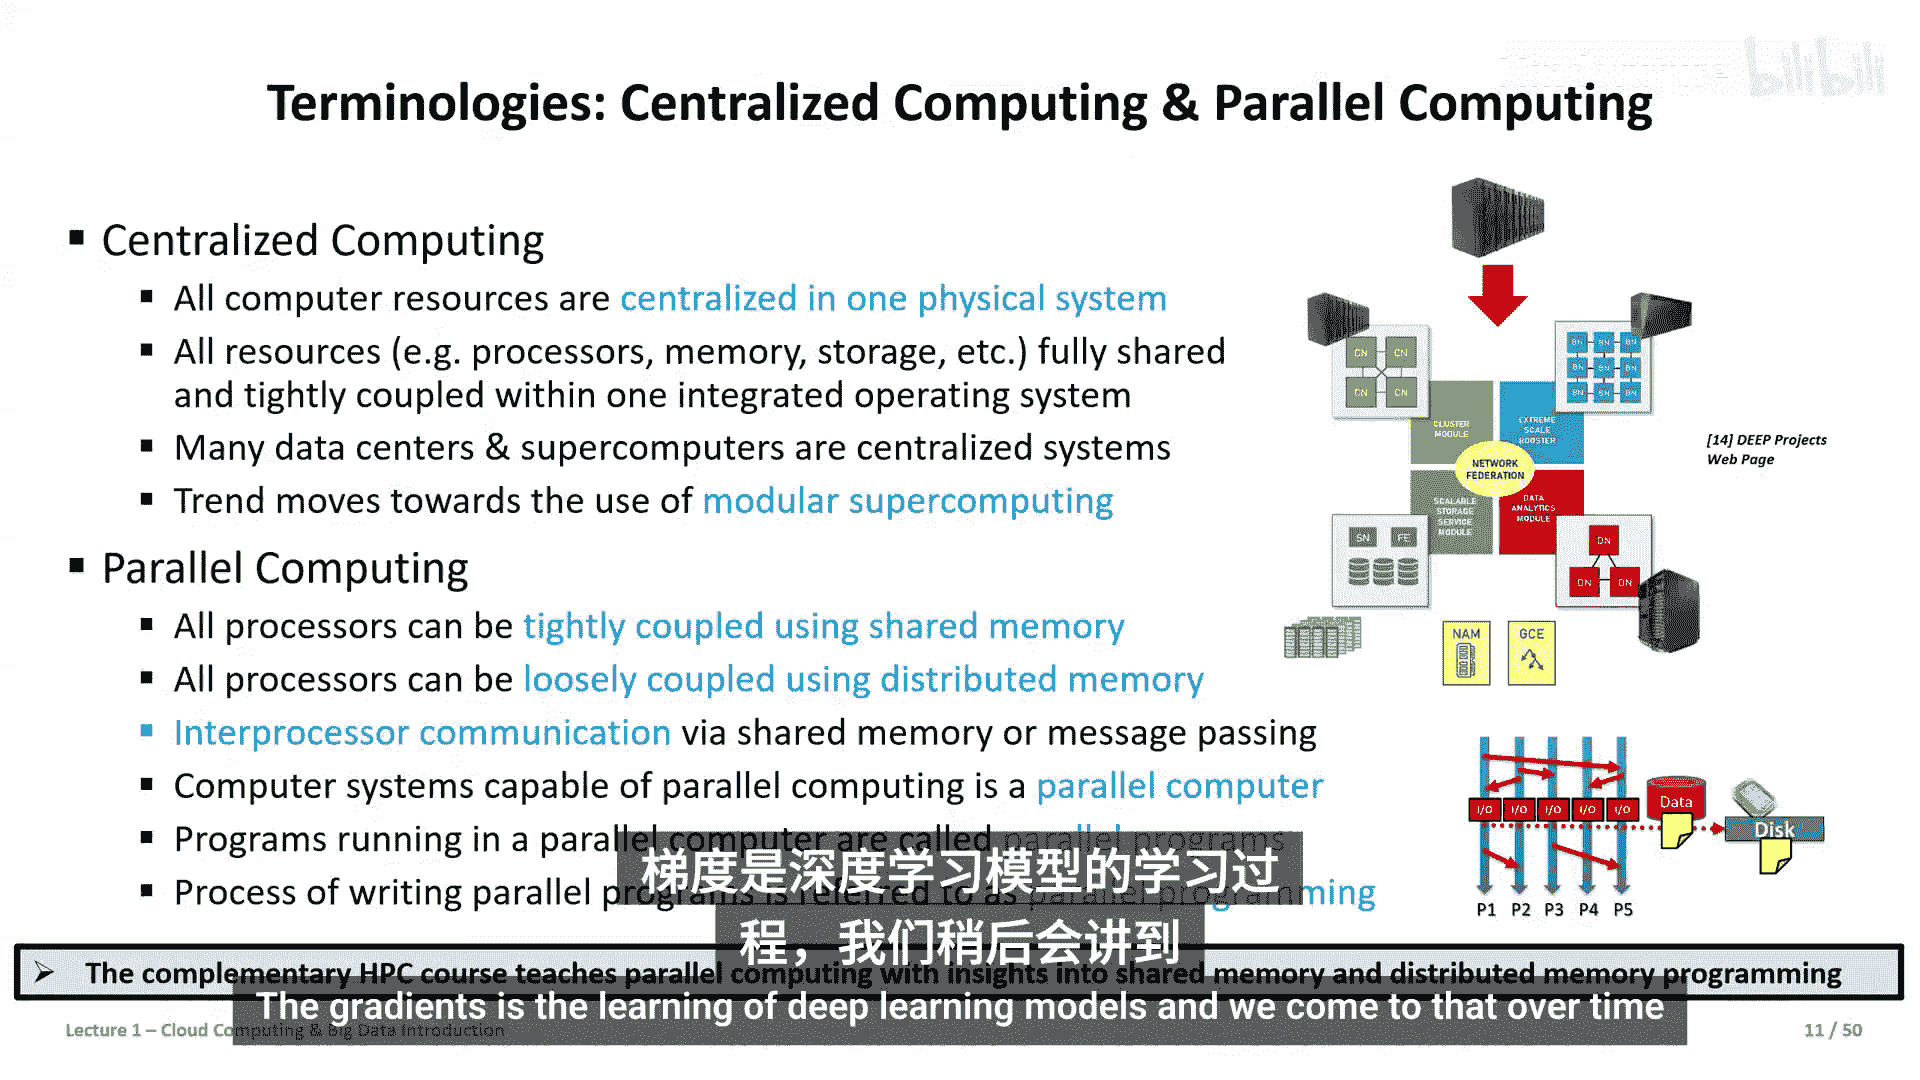 bilibili
Terminologies: Centralized Computing & Parallel Computing
▪ Centralized Computing
▪ All computer resources are centralized in one physical system
▪ All resources (e.g. processors, memory, storage, etc.) fully shared
and tightly coupled within one integrated operating system
▪ Many data centers & supercomputers are centralized systems
▪ Trend moves towards the use of modular supercomputing
▪ Parallel Computing
▪ All processors can be tightly coupled using shared memory
▪ All processors can be loosely coupled using distributed memory
▪ Interprocessor communication via shared memory or message passing
▪ Computer systems capable of parallel computing is a parallel computer
▪ Programs running in a parallel computer are called parallel programs
▪ Process of writing parallel programs is referred to as parallel programming
CN CN
CN CN
BN BN BN
BN BN BN
BN BN BN
CLUSTER
MODULE
EXTREME
SCALE
BOOSTER
NETWORK
FEDERATION
SCALABLE
STORAGE
SERVICE
MODULE
DATA
ANALYTICS
MODULE
SN FE
DN
DN DN
NAM
GCE
[14] DEEP Projects
Web Page
I/O I/O I/O I/O I/O
Data
Disk
P1 P2 P3 P4 P5
梯度是深度学习模型的学习过
程，我们稍后会讲到
➢ The complementary HPC course teaches parallel computing with insights into shared memory and distributed memory programming
The gradients is the learning of deep learning models and we come to that over time
Lecture 1 – Cloud Computing & Big Data Introduction
11 / 50